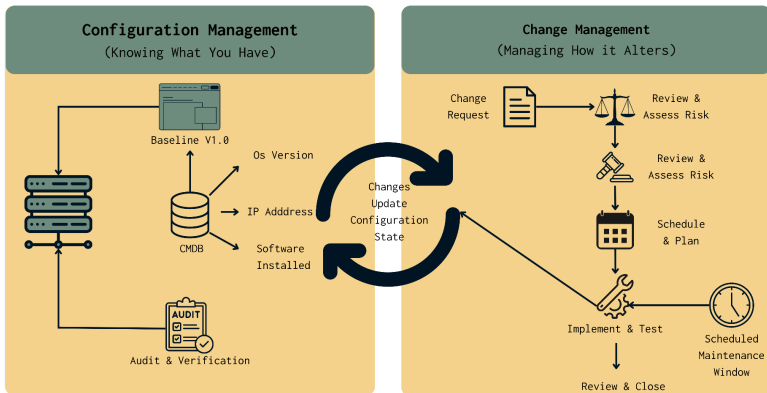 Configuration Management
(Knowing What You Have)
Baseline V1.0
Os Version
IP Adddress
CMDB
Software
Installed
AUDIT
Audit & Verification
Changes
Update
Configuration
State
Change Management
(Managing How it Alters)
Change
Request
Review &
Assess Risk
Review &
Assess Risk
Schedule
& Plan
Implement & Test
Scheduled
Maintenance
Window
Review & Close